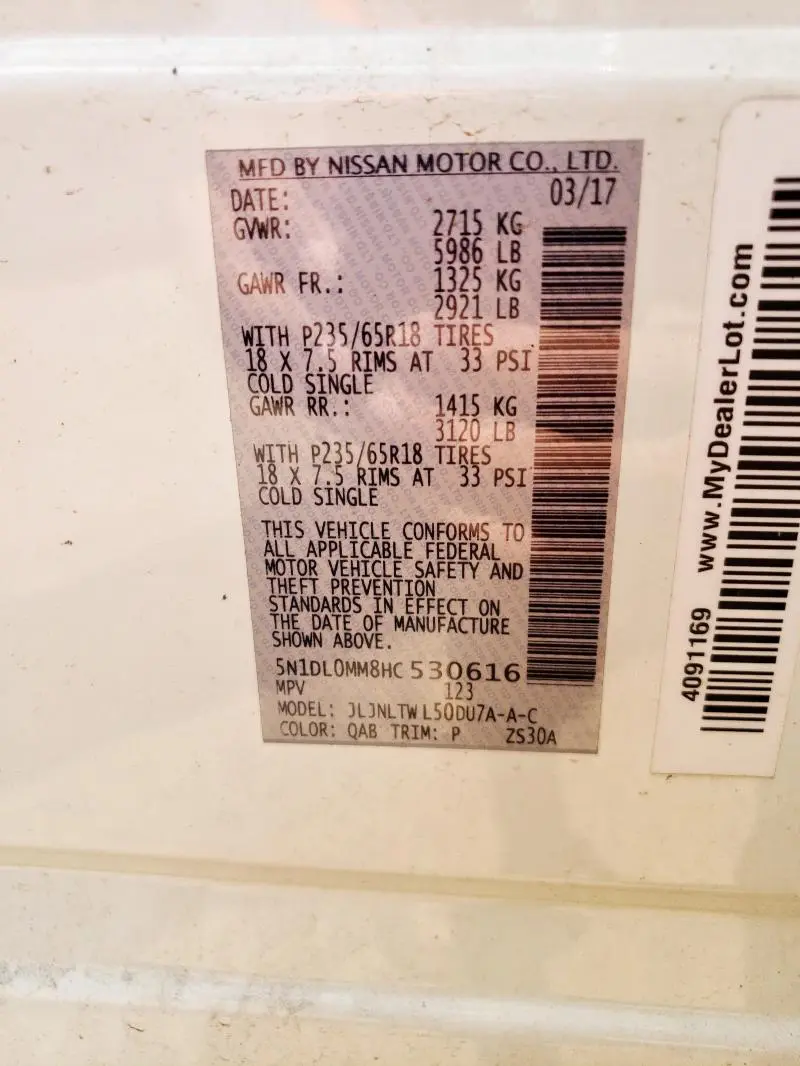 MFD BY NISSAN MOTOR CO., LTD.
DATE: 03/17
GVWR: 2715 KG
5986 LB
GAWR FR.: 1325 KG
2921 LB
WITH P235/65R18 TIRES
18 X 7.5 RIMS AT 33 PSI
COLD SINGLE
GAWR RR.: 1415 KG
3120 LB
WITH P235/65R18 TIRES
18 X 7.5 RIMS AT 33 PSI
COLD SINGLE
THIS VEHICLE CONFORMS TO
ALL APPLICABLE FEDERAL
MOTOR VEHICLE SAFETY AND
THEFT PREVENTION
STANDARDS IN EFFECT ON
THE DATE OF MANUFACTURE
SHOWN ABOVE.
5N1DL0MM8HC 530616
MPV 123
MODEL: JLJNLTW L50DU7A-A-C
COLOR: QAB TRIM: P ZS30A
4091169 www.MyDealerLot.com